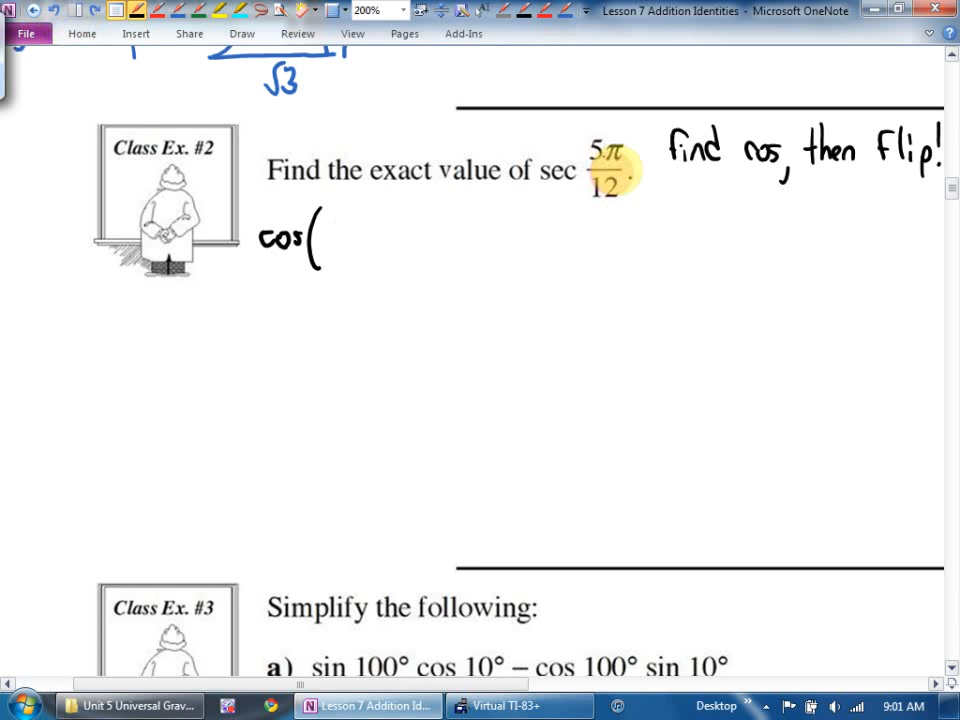 200%
Lesson 7 Addition Identities - Microsoft OneNote
File Home Insert Share Draw Review View Pages Add-Ins
√3
Class Ex. #2
Find the exact value of sec 5π/12.
find cos, then flip!
cos(
Class Ex. #3
Simplify the following:
a) sin 100° cos 10° – cos 100° sin 10°
Unit 5 Universal Grav... Lesson 7 Addition Id... Virtual TI-83+ Desktop » 9:01 AM